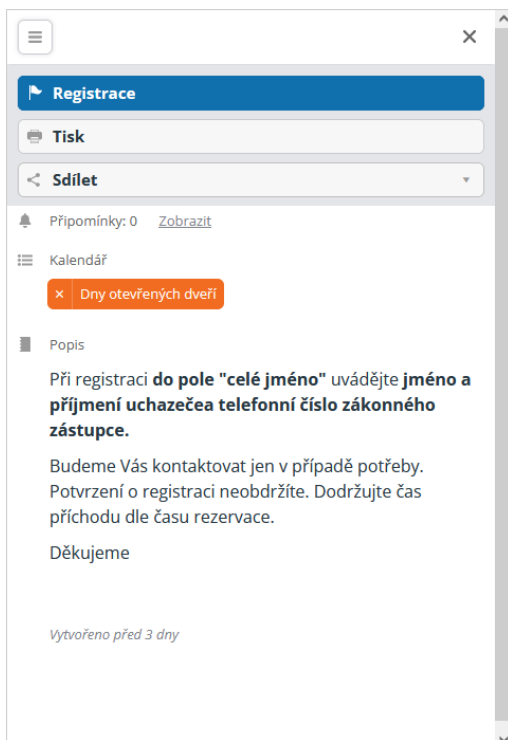 Registrace
Tisk
Sdílet
Připomínky: 0 Zobrazit
Kalendář
× Dny otevřených dveří
Popis
Při registraci do pole "celé jméno" uvádějte jméno a
příjmení uchazečea telefonní číslo zákonného
zástupce.
Budeme Vás kontaktovat jen v případě potřeby.
Potvrzení o registraci neobdržíte. Dodržujte čas
příchodu dle času rezervace.
Děkujeme
Vytvořeno před 3 dny